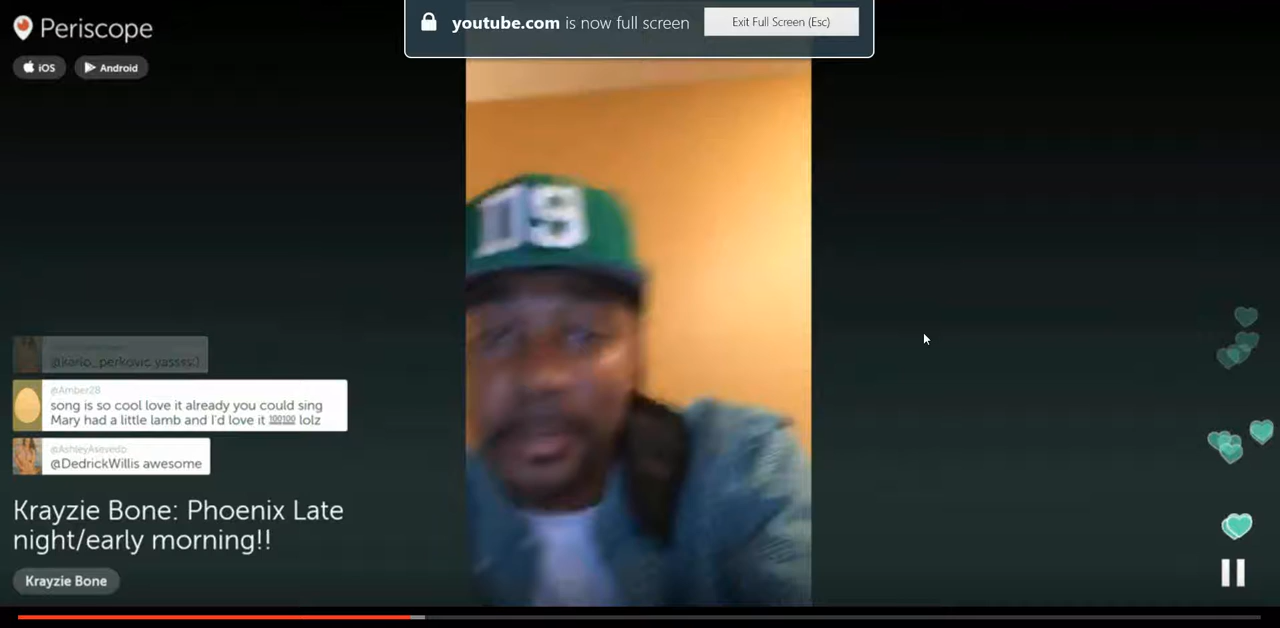 Periscope
iOS
Android
youtube.com is now full screen
Exit Full Screen (Esc)
@karlo_perkovic yassss:)
@Amber28
song is so cool love it already you could sing
Mary had a little lamb and I'd love it 💯💯 lolz
@AshleyAsevedo
@DedrickWillis awesome
Krayzie Bone: Phoenix Late
night/early morning!!
Krayzie Bone